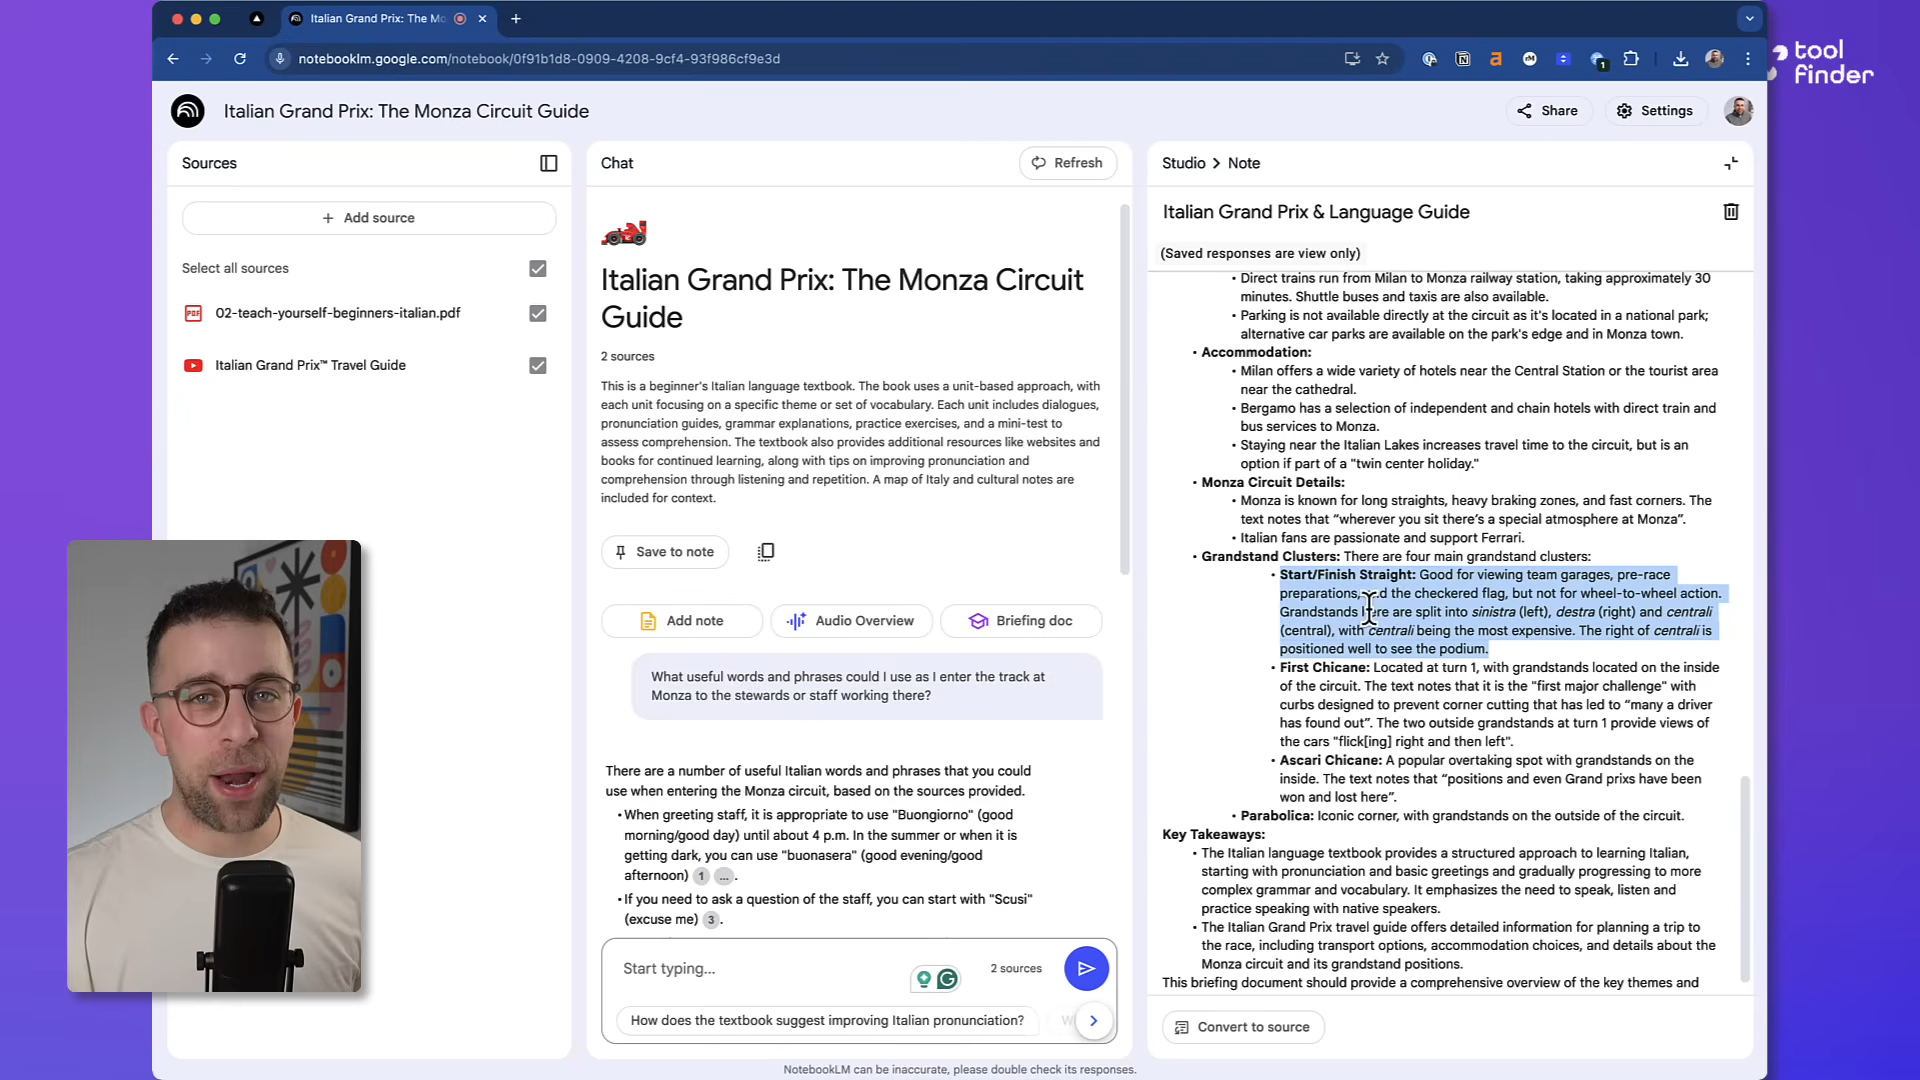 Italian Grand Prix: The Mo
notebooklm.google.com/notebook/0f91b1d8-0909-4208-9cf4-93f986cf9e3d
tool
finder
Italian Grand Prix: The Monza Circuit Guide
Share
Settings
Sources
Add source
Select all sources
PDF
02-teach-yourself-beginners-italian.pdf
Italian Grand Prix™ Travel Guide
Chat
Refresh
Italian Grand Prix: The Monza Circuit
Guide
2 sources
This is a beginner's Italian language textbook. The book uses a unit-based approach, with
each unit focusing on a specific theme or set of vocabulary. Each unit includes dialogues,
pronunciation guides, grammar explanations, practice exercises, and a mini-test to
assess comprehension. The textbook also provides additional resources like websites and
books for continued learning, along with tips on improving pronunciation and
comprehension through listening and repetition. A map of Italy and cultural notes are
included for context.
Save to note
Add note
Audio Overview
Briefing doc
What useful words and phrases could I use as I enter the track at
Monza to the stewards or staff working there?
There are a number of useful Italian words and phrases that you could
use when entering the Monza circuit, based on the sources provided.
• When greeting staff, it is appropriate to use "Buongiorno" (good
morning/good day) until about 4 p.m. In the summer or when it is
getting dark, you can use "buonasera" (good evening/good
afternoon) 1 ... .
• If you need to ask a question of the staff, you can start with "Scusi"
(excuse me) 3 .
Start typing...
2 sources
How does the textbook suggest improving Italian pronunciation?
NotebookLM can be inaccurate, please double check its responses.
Studio > Note
Italian Grand Prix & Language Guide
(Saved responses are view only)
• Direct trains run from Milan to Monza railway station, taking approximately 30
minutes. Shuttle buses and taxis are also available.
• Parking is not available directly at the circuit as it's located in a national park;
alternative car parks are available on the park's edge and in Monza town.
• Accommodation:
• Milan offers a wide variety of hotels near the Central Station or the tourist area
near the cathedral.
• Bergamo has a selection of independent and chain hotels with direct train and
bus services to Monza.
• Staying near the Italian Lakes increases travel time to the circuit, but is an
option if part of a "twin center holiday."
• Monza Circuit Details:
• Monza is known for long straights, heavy braking zones, and fast corners. The
text notes that “wherever you sit there’s a special atmosphere at Monza”.
• Italian fans are passionate and support Ferrari.
• Grandstand Clusters: There are four main grandstand clusters:
• Start/Finish Straight: Good for viewing team garages, pre-race
preparations, d the checkered flag, but not for wheel-to-wheel action.
Grandstands here are split into sinistra (left), destra (right) and centrali
(central), with centrali being the most expensive. The right of centrali is
positioned well to see the podium.
• First Chicane: Located at turn 1, with grandstands located on the inside
of the circuit. The text notes that it is the "first major challenge" with
curbs designed to prevent corner cutting that has led to “many a driver
has found out”. The two outside grandstands at turn 1 provide views of
the cars "flick[ing] right and then left".
• Ascari Chicane: A popular overtaking spot with grandstands on the
inside. The text notes that “positions and even Grand prixs have been
won and lost here”.
• Parabolica: Iconic corner, with grandstands on the outside of the circuit.
Key Takeaways:
• The Italian language textbook provides a structured approach to learning Italian,
starting with pronunciation and basic greetings and gradually progressing to more
complex grammar and vocabulary. It emphasizes the need to speak, listen and
practice speaking with native speakers.
• The Italian Grand Prix travel guide offers detailed information for planning a trip to
the race, including transport options, accommodation choices, and details about the
Monza circuit and its grandstand positions.
This briefing document should provide a comprehensive overview of the key themes and
Convert to source